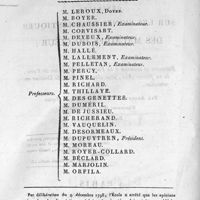 M. LEROUX, Doyen.
M. BOYER.
M. CHAUSSIER, Examinateur.
M. CORVISART.
M. DEYEUX, Examinateur.
M. DUBOIS, Examinateur.
M. HALLÉ.
M. LALLEMENT, Examinateur.
M. PELLETAN, Examinateur.
M. PERCY.
M. PINEL.
M. RICHARD.
M. THILLAYE.
Professeurs. M. DES GENETTES.
M. DUMÉRIL.
M. DE JUSSIEU.
M. RICHERAND.
M. VAUQUELIN.
M. DESORMEAUX.
M. DUPUYTREN, Président.
M. MOREAU.
M. ROYER-COLLARD.
M. BÉCLARD.
M. MARJOLIN.
M. ORFILA.
Par délibération du 9 décembre 1798, l'École a arrêté que les opinions